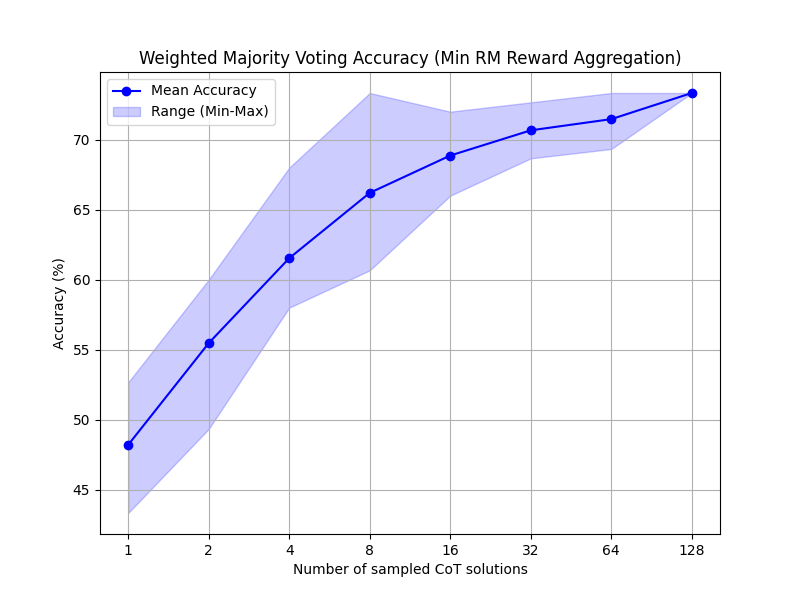 Weighted Majority Voting Accuracy (Min RM Reward Aggregation)
Mean Accuracy
Range (Min-Max)
70
65
60
55
50
45
Accuracy (%)
1 2 4 8 16 32 64 128
Number of sampled CoT solutions